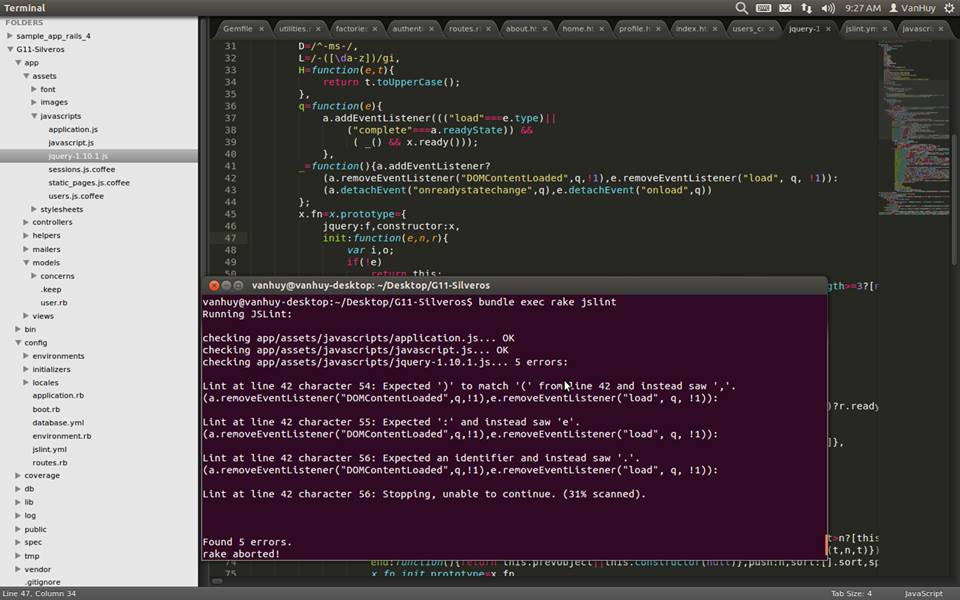 Terminal
9:27 AM VanHuy
FOLDERS
sample_app_rails_4
G11-Silveros
app
assets
font
images
javascripts
application.js
javascript.js
jquery-1.10.1.js
sessions.js.coffee
static_pages.js.coffee
users.js.coffee
stylesheets
controllers
helpers
mailers
models
concerns
.keep
user.rb
views
bin
config
environments
initializers
locales
application.rb
boot.rb
database.yml
environment.rb
jslint.yml
routes.rb
coverage
db
lib
log
public
spec
tmp
vendor
.gitignore
Gemfile utilities.r factories authenti routes.r about.ht home.ht profile.h index.ht users_co jquery-1 jslint.ym javascrip
31 D=/^-ms-/,
32 L=/-([\da-z])/gi,
33 H=function(e,t){
34 return t.toUpperCase();
35 },
36 q=function(e){
37 a.addEventListener((("load"===e.type)||
38 ("complete"===a.readyState)) &&
39 ( _() && x.ready()));
40 },
41 _=function(){a.addEventListener?
42 (a.removeEventListener("DOMContentLoaded",q,!1),e.removeEventListener("load", q, !1)):
43 (a.detachEvent("onreadystatechange",q),e.detachEvent("onload",q))
44 };
45 x.fn=x.prototype={
46 jquery:f,constructor:x,
47 init:function(e,n,r){
48 var i,o;
49 if(!e)
50 return this;
vanhuy@vanhuy-desktop: ~/Desktop/G11-Silveros
vanhuy@vanhuy-desktop:~/Desktop/G11-Silveros$ bundle exec rake jslint
Running JSLint:
checking app/assets/javascripts/application.js... OK
checking app/assets/javascripts/javascript.js... OK
checking app/assets/javascripts/jquery-1.10.1.js... 5 errors:
Lint at line 42 character 54: Expected ')' to match '(' from line 42 and instead saw ','.
(a.removeEventListener("DOMContentLoaded",q,!1),e.removeEventListener("load", q, !1)):
Lint at line 42 character 55: Expected ':' and instead saw 'e'.
(a.removeEventListener("DOMContentLoaded",q,!1),e.removeEventListener("load", q, !1)):
Lint at line 42 character 56: Expected an identifier and instead saw '.'.
(a.removeEventListener("DOMContentLoaded",q,!1),e.removeEventListener("load", q, !1)):
Lint at line 42 character 56: Stopping, unable to continue. (31% scanned).
Found 5 errors.
rake aborted!
gth>=3?[n
)?r.ready
]},
t>n?[this
(t,n,t)})
74 end:function(){return this.prevObject||this.constructor(null)},push:h,sort:[].sort,sp
75 x.fn.init.prototype=x.fn
Line 47, Column 34 Tab Size: 4 JavaScript